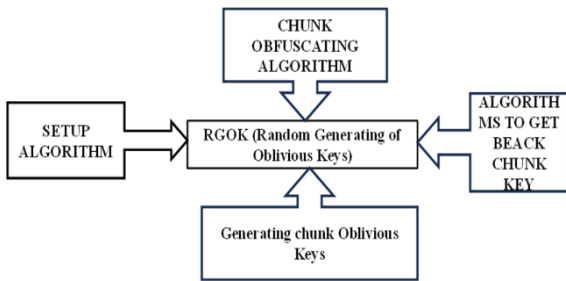 CHUNK
OBFUSCATING
ALGORITHM
SETUP
ALGORITHM
RGOK (Random Generating of
Oblivious Keys)
ALGORITH
MS TO GET
BEACK
CHUNK
KEY
Generating chunk Oblivious
Keys